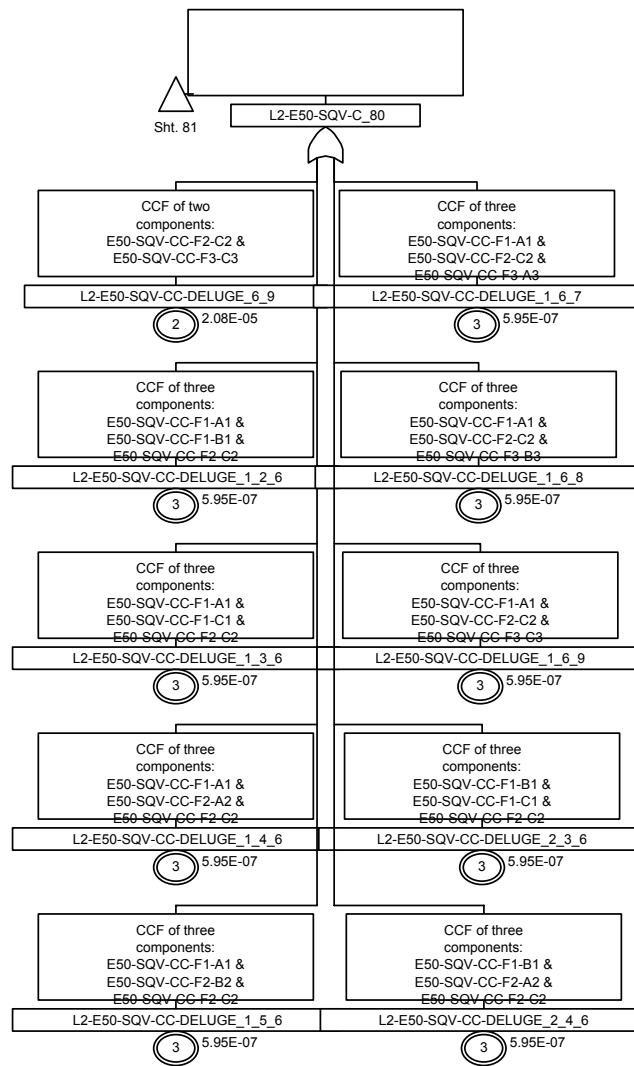 Sht. 81
L2-E50-SQV-C_80
CCF of two
components:
E50-SQV-CC-F2-C2 &
E50-SQV-CC-F3-C3
L2-E50-SQV-CC-DELUGE_6_9
2
2.08E-05
CCF of three
components:
E50-SQV-CC-F1-A1 &
E50-SQV-CC-F2-C2 &
E50-SQV-CC-F3-A3
L2-E50-SQV-CC-DELUGE_1_6_7
3
5.95E-07
CCF of three
components:
E50-SQV-CC-F1-A1 &
E50-SQV-CC-F1-B1 &
E50-SQV-CC-F2-C2
L2-E50-SQV-CC-DELUGE_1_2_6
3
5.95E-07
CCF of three
components:
E50-SQV-CC-F1-A1 &
E50-SQV-CC-F2-C2 &
E50-SQV-CC-F3-B3
L2-E50-SQV-CC-DELUGE_1_6_8
3
5.95E-07
CCF of three
components:
E50-SQV-CC-F1-A1 &
E50-SQV-CC-F1-C1 &
E50-SQV-CC-F2-C2
L2-E50-SQV-CC-DELUGE_1_3_6
3
5.95E-07
CCF of three
components:
E50-SQV-CC-F1-A1 &
E50-SQV-CC-F2-C2 &
E50-SQV-CC-F3-C3
L2-E50-SQV-CC-DELUGE_1_6_9
3
5.95E-07
CCF of three
components:
E50-SQV-CC-F1-A1 &
E50-SQV-CC-F2-A2 &
E50-SQV-CC-F2-C2
L2-E50-SQV-CC-DELUGE_1_4_6
3
5.95E-07
CCF of three
components:
E50-SQV-CC-F1-B1 &
E50-SQV-CC-F1-C1 &
E50-SQV-CC-F2-C2
L2-E50-SQV-CC-DELUGE_2_3_6
3
5.95E-07
CCF of three
components:
E50-SQV-CC-F1-A1 &
E50-SQV-CC-F2-B2 &
E50-SQV-CC-F2-C2
L2-E50-SQV-CC-DELUGE_1_5_6
3
5.95E-07
CCF of three
components:
E50-SQV-CC-F1-B1 &
E50-SQV-CC-F2-A2 &
E50-SQV-CC-F2-C2
L2-E50-SQV-CC-DELUGE_2_4_6
3
5.95E-07